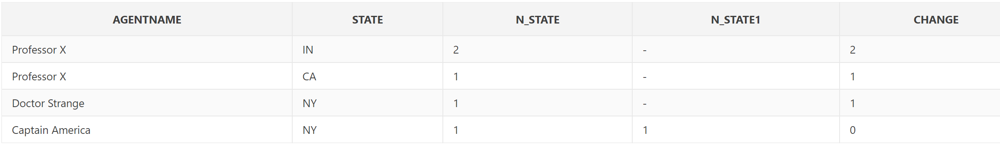 AGENTNAME STATE N_STATE N_STATE1 CHANGE
Professor X IN 2 - 2
Professor X CA 1 - 1
Doctor Strange NY 1 - 1
Captain America NY 1 1 0